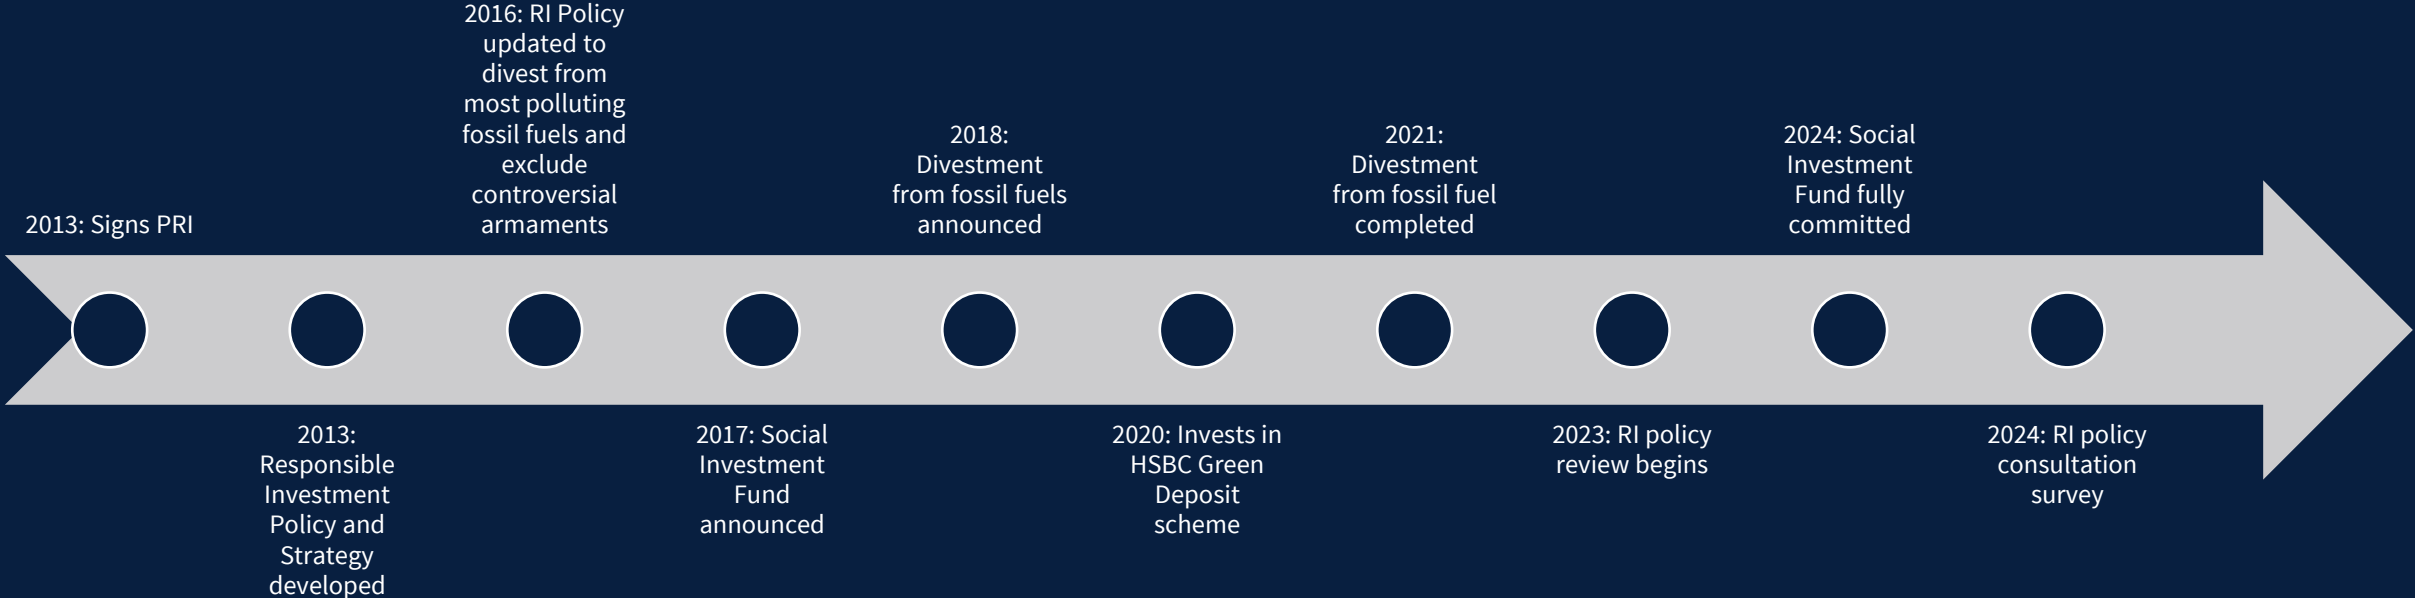 2013: Signs PRI
2013:
Responsible
Investment
Policy and
Strategy
developed
2016: RI Policy
updated to
divest from
most polluting
fossil fuels and
exclude
controversial
armaments
2017: Social
Investment
Fund
announced
2018:
Divestment
from fossil fuels
announced
2020: Invests in
HSBC Green
Deposit
scheme
2021:
Divestment
from fossil fuel
completed
2023: RI policy
review begins
2024: Social
Investment
Fund fully
committed
2024: RI policy
consultation
survey